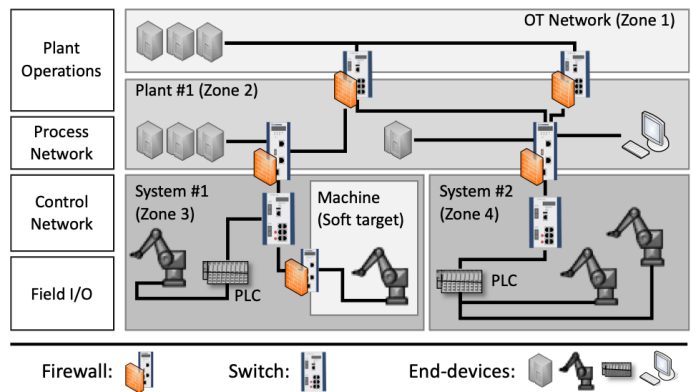 Plant
Operations
OT Network (Zone 1)
Plant #1 (Zone 2)
Process
Network
Control
Network
System #1
(Zone 3)
Machine
(Soft target)
System #2
(Zone 4)
Field I/O
PLC
PLC
Firewall:
Switch:
End-devices: